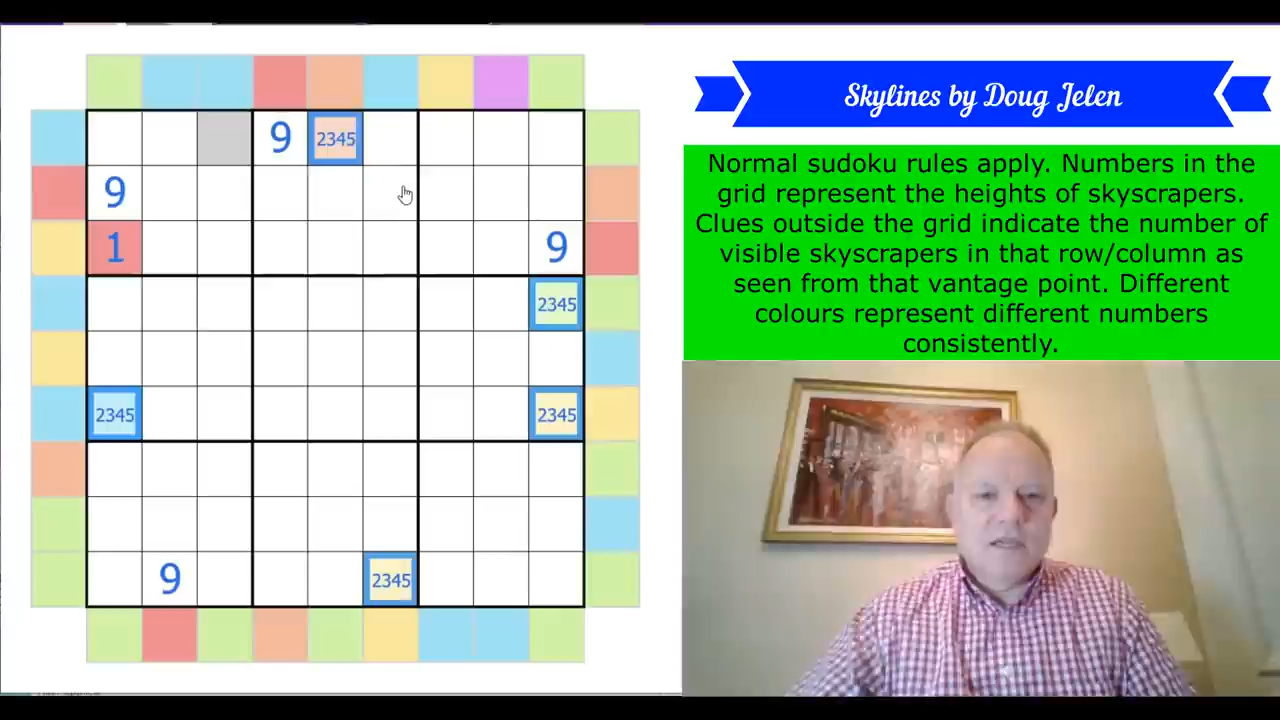 Skylines by Doug Jelen
Normal sudoku rules apply. Numbers in the
grid represent the heights of skyscrapers.
Clues outside the grid indicate the number of
visible skyscrapers in that row/column as
seen from that vantage point. Different
colours represent different numbers
consistently.
9 2345
9
1 9
2345
2345 2345
9 2345